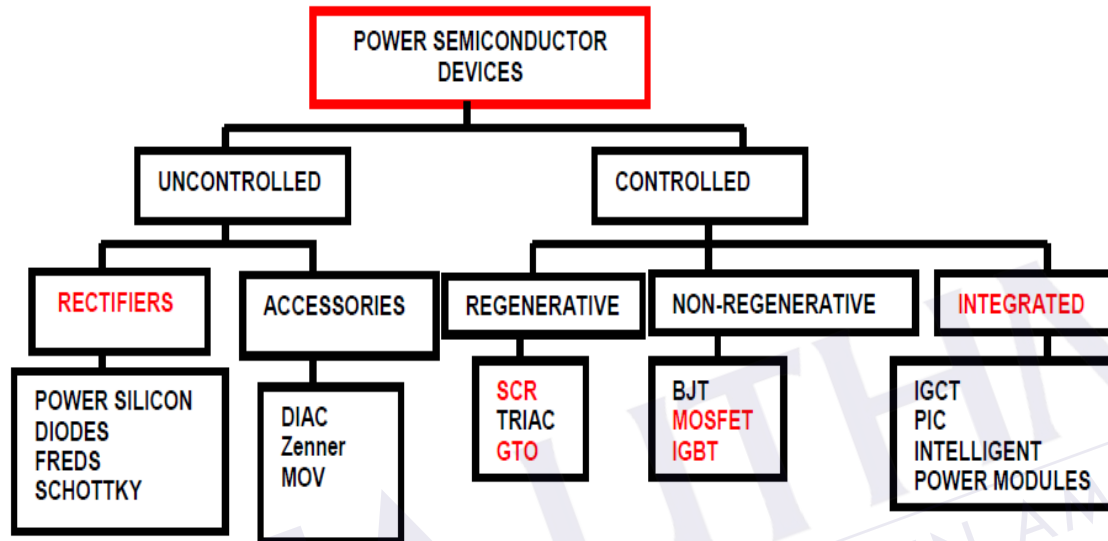 POWER SEMICONDUCTOR
DEVICES
UNCONTROLLED
CONTROLLED
RECTIFIERS
ACCESSORIES
REGENERATIVE
NON-REGENERATIVE
INTEGRATED
POWER SILICON
DIODES
FREDS
SCHOTTKY
DIAC
Zenner
MOV
SCR
TRIAC
GTO
BJT
MOSFET
IGBT
IGCT
PIC
INTELLIGENT
POWER MODULES